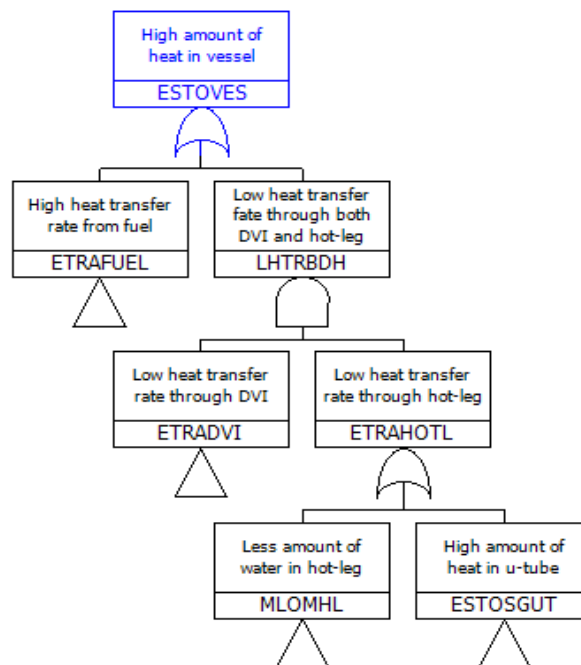 High amount of
heat in vessel
ESTOVES
High heat transfer
rate from fuel
ETRAFUEL
Low heat transfer
fate through both
DVI and hot-leg
LHTRBDH
Low heat transfer
rate through DVI
ETRADVI
Low heat transfer
rate through hot-leg
ETRAHOTL
Less amount of
water in hot-leg
MLOMHL
High amount of
heat in u-tube
ESTOSGUT